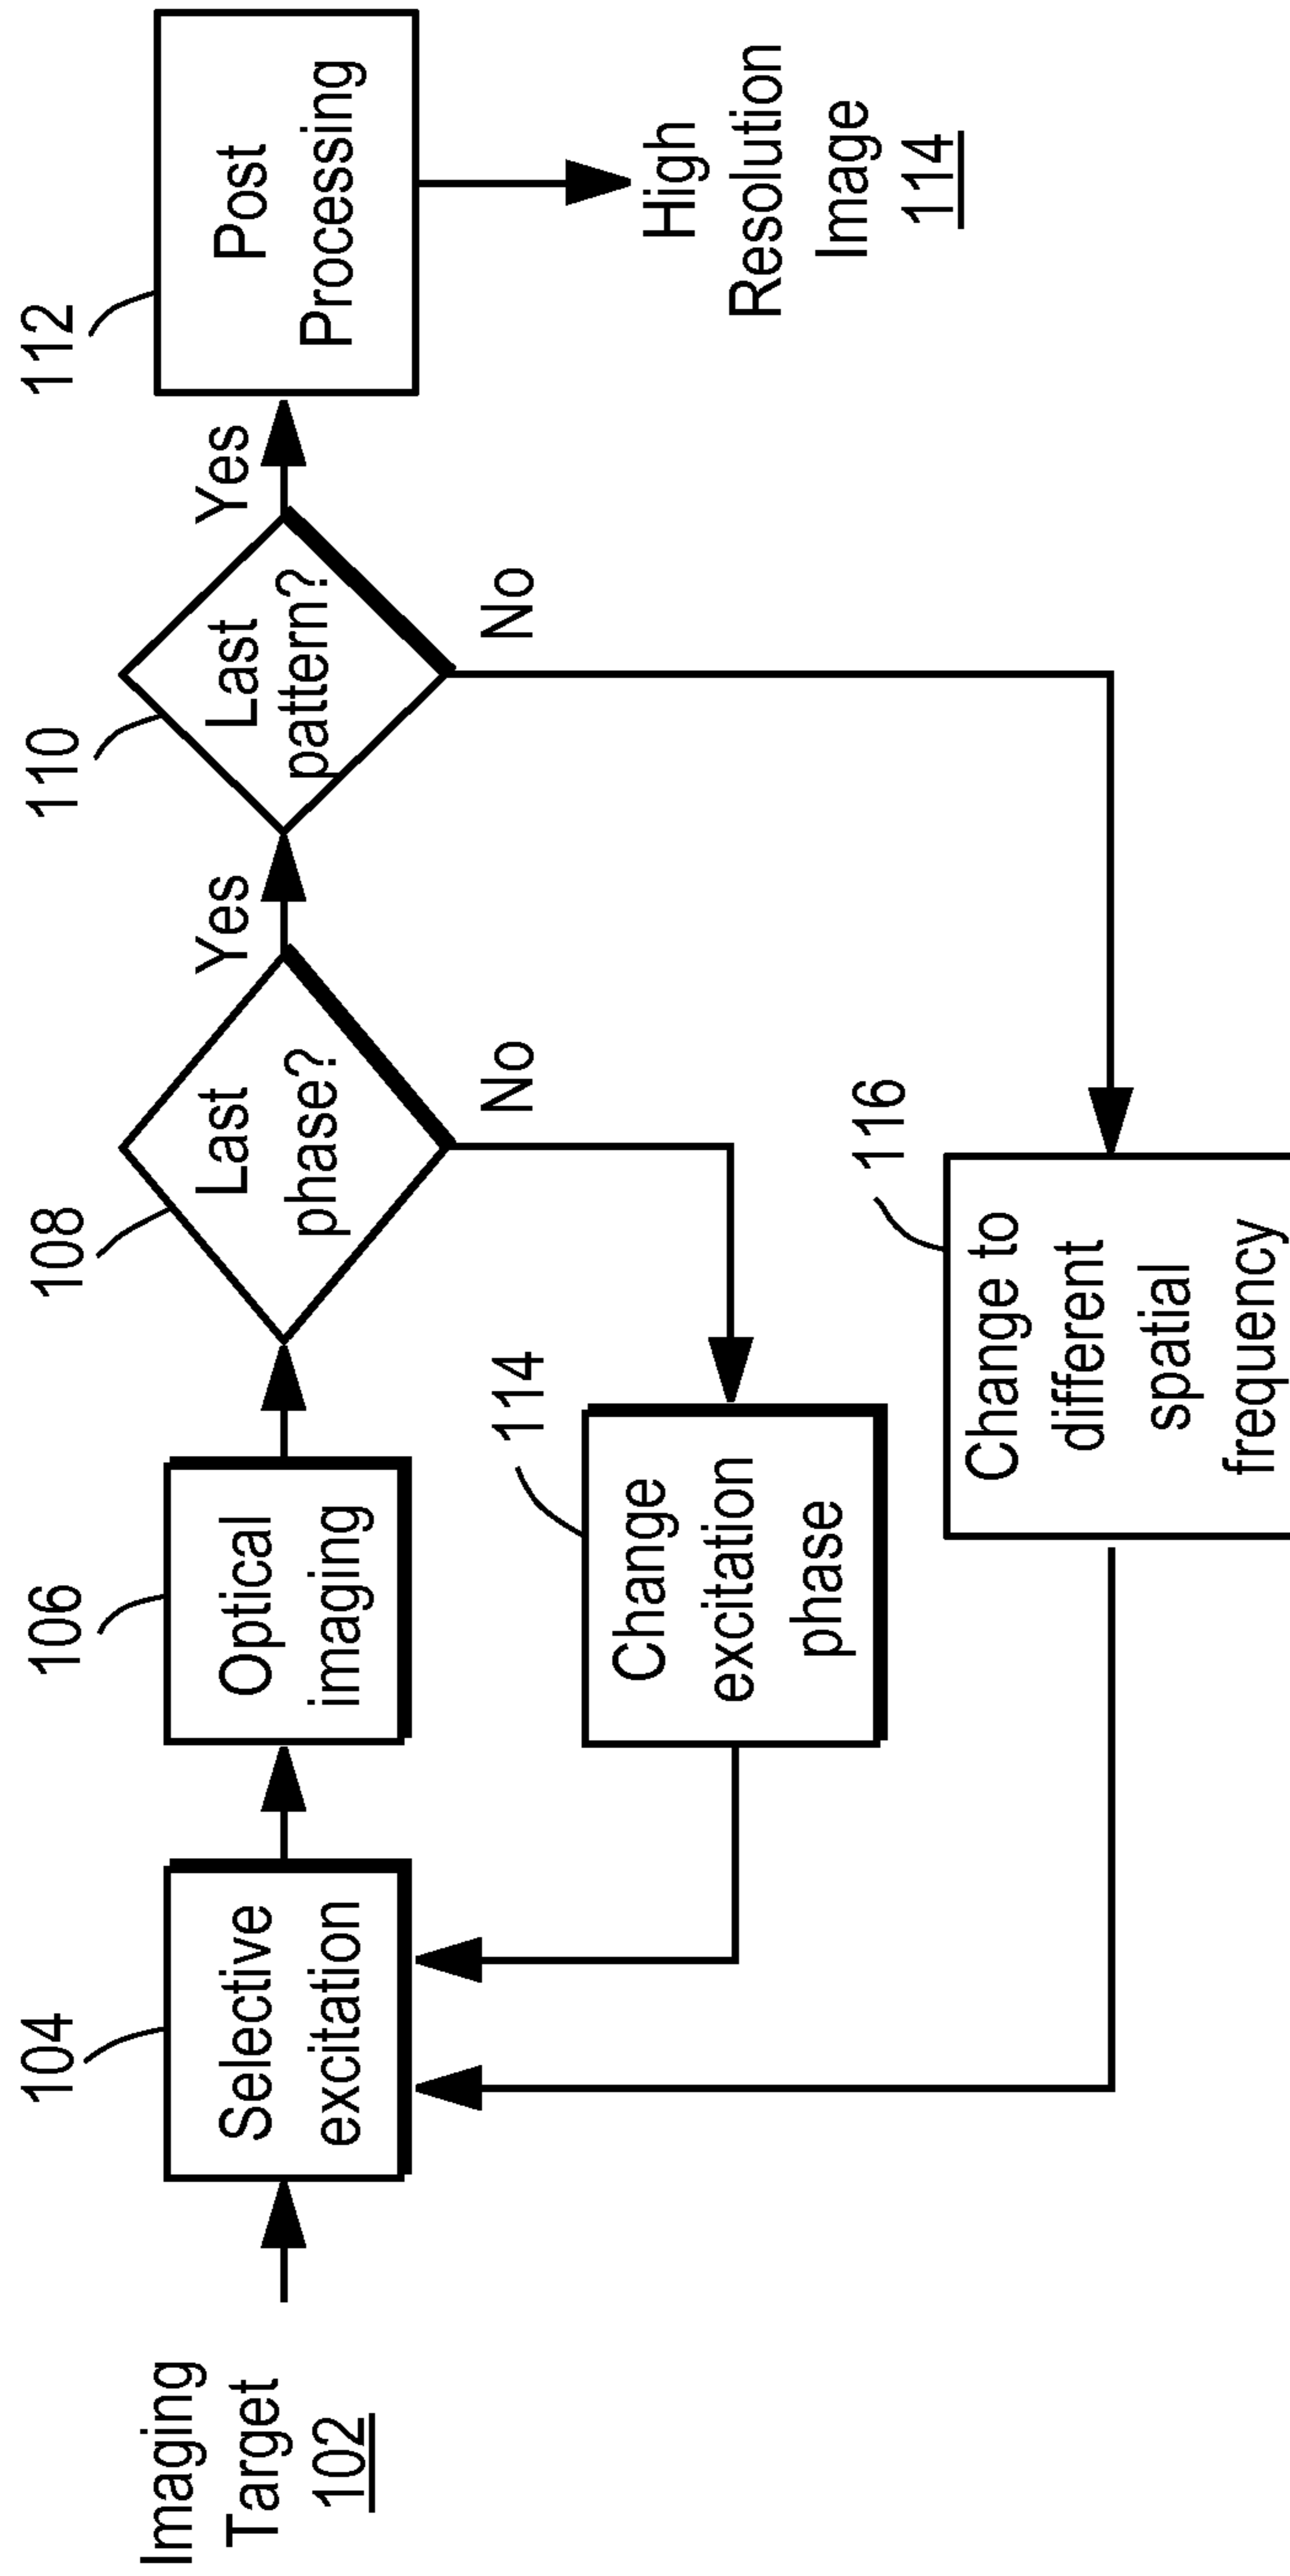 Imaging
Target
102
104
Selective
excitation
106
Optical
imaging
108
Last
phase?
Yes
No
110
Last
pattern?
Yes
No
112
Post
Processing
High
Resolution
Image
114
114
Change
excitation
phase
116
Change to
different
spatial
frequency